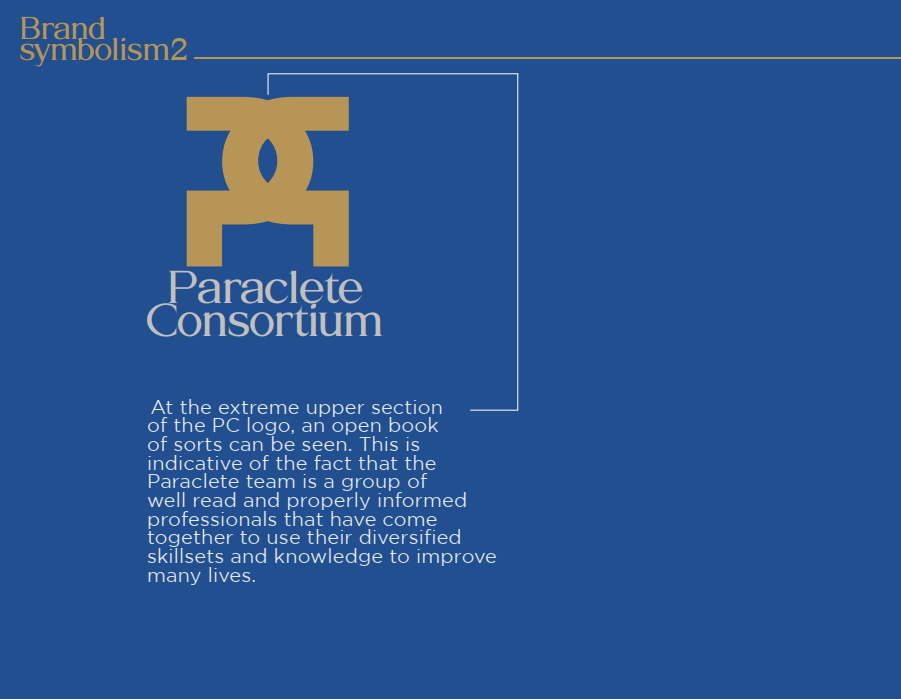 Brand
symbolism2
Paraclete
Consortium
At the extreme upper section
of the PC logo, an open book
of sorts can be seen. This is
indicative of the fact that the
Paraclete team is a group of
well read and properly informed
professionals that have come
together to use their diversified
skillsets and knowledge to improve
many lives.